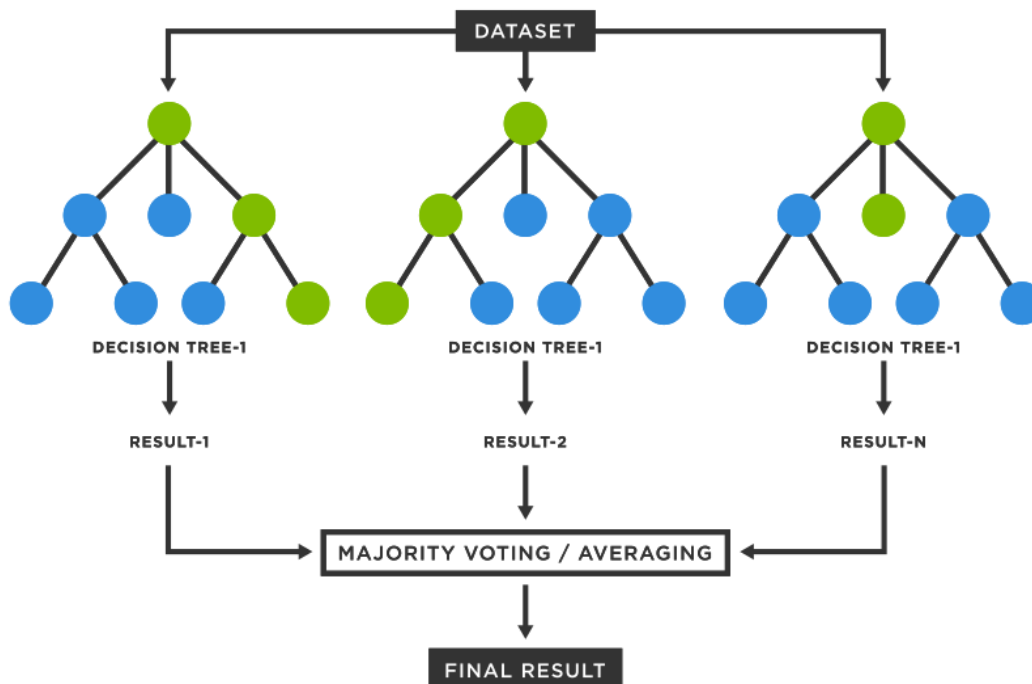 DATASET
DECISION TREE-1
DECISION TREE-1
DECISION TREE-1
RESULT-1
RESULT-2
RESULT-N
MAJORITY VOTING / AVERAGING
FINAL RESULT